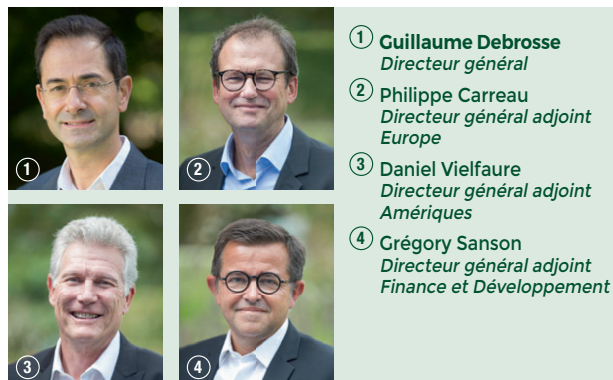 1 Guillaume Debrosse
Directeur général
2 Philippe Carreau
Directeur général adjoint
Europe
3 Daniel Vielfaure
Directeur général adjoint
Amériques
4 Grégory Sanson
Directeur général adjoint
Finance et Développement
1
2
3
4